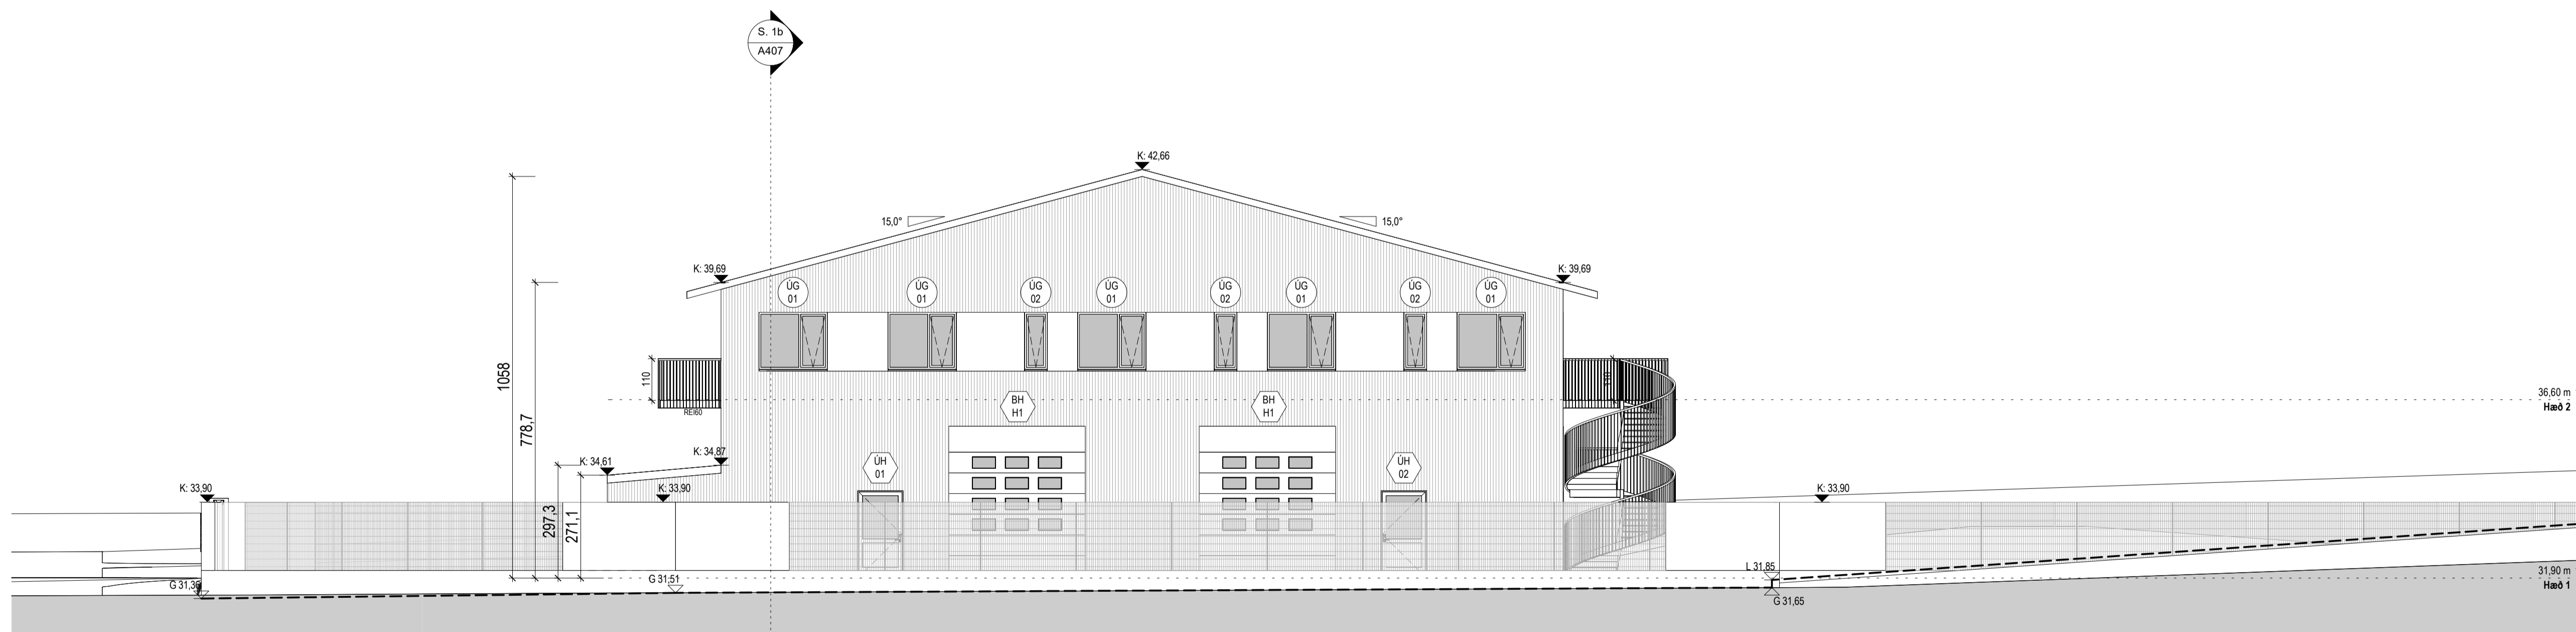 S. 1b
A407
K: 42,66
15,0°
15,0°
K: 39,69
K: 39,69
ÚG
01
ÚG
01
ÚG
02
ÚG
01
ÚG
02
ÚG
01
ÚG
02
ÚG
01
1058
778,7
110
REI60
110
BH
H1
BH
H1
36,60 m
Hæð 2
K: 34,61
K: 34,87
ÚH
01
ÚH
02
K: 33,90
K: 33,90
K: 33,90
297,3
271,1
G 31,51
L 31.85
G 31,65
31,90 m
Hæð 1